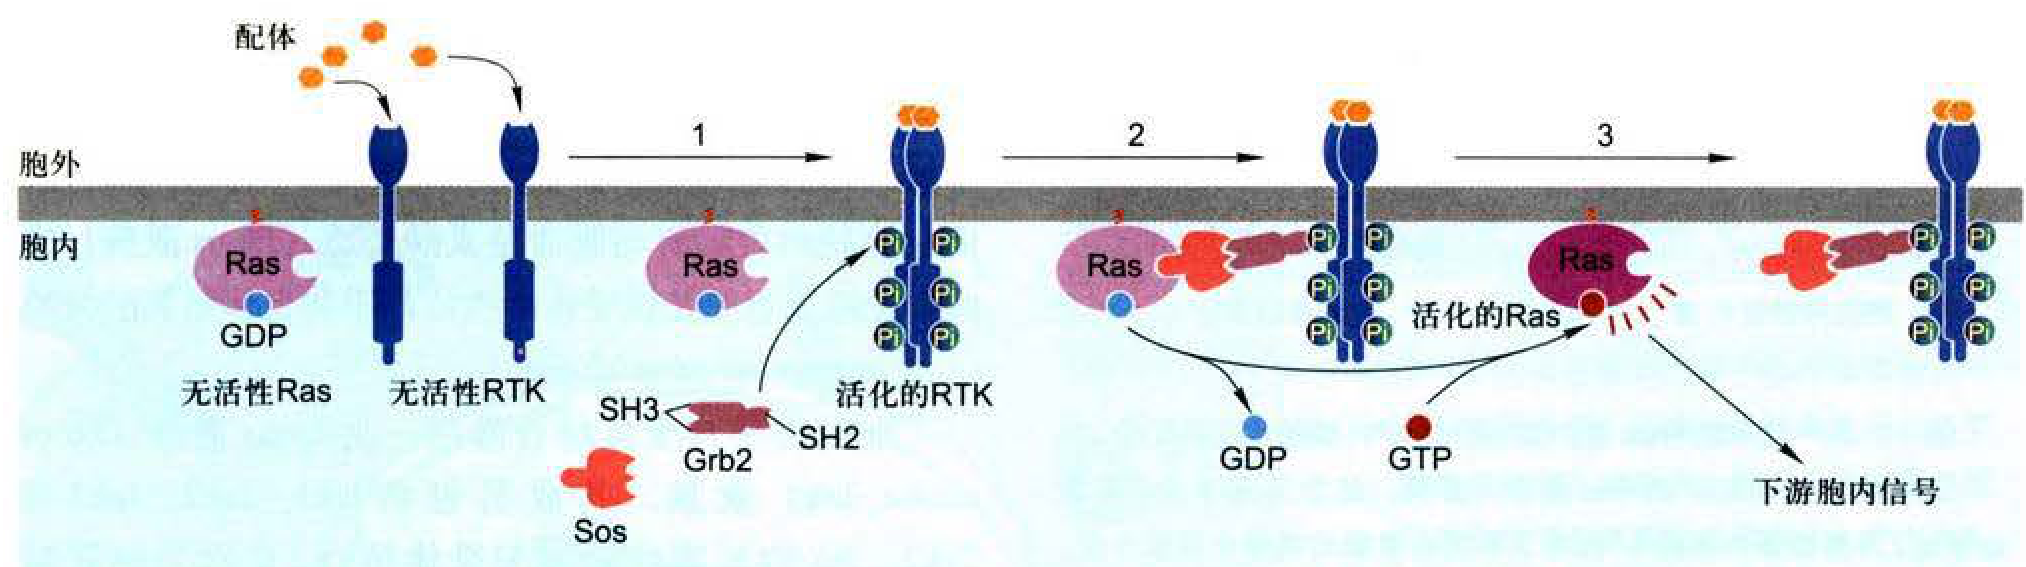 配体
1
2
3
胞外
胞内
Ras
GDP
无活性Ras
无活性RTK
Ras
SH3
SH2
Grb2
Sos
Pi
Pi
Pi
Pi
Pi
Pi
活化的RTK
Ras
Pi
Pi
Pi
Pi
Pi
Pi
GDP
GTP
Ras
活化的Ras
下游胞内信号
Pi
Pi
Pi
Pi
Pi
Pi